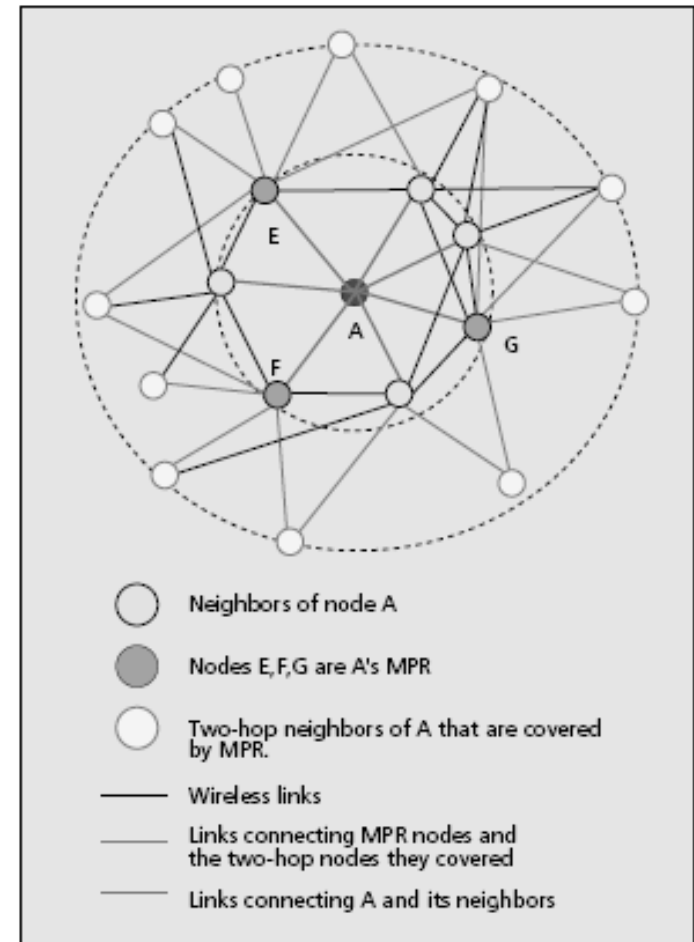 E
A
G
F
Neighbors of node A
Nodes E,F,G are A's MPR
Two-hop neighbors of A that are covered
by MPR.
Wireless links
Links connecting MPR nodes and
the two-hop nodes they covered
Links connecting A and its neighbors